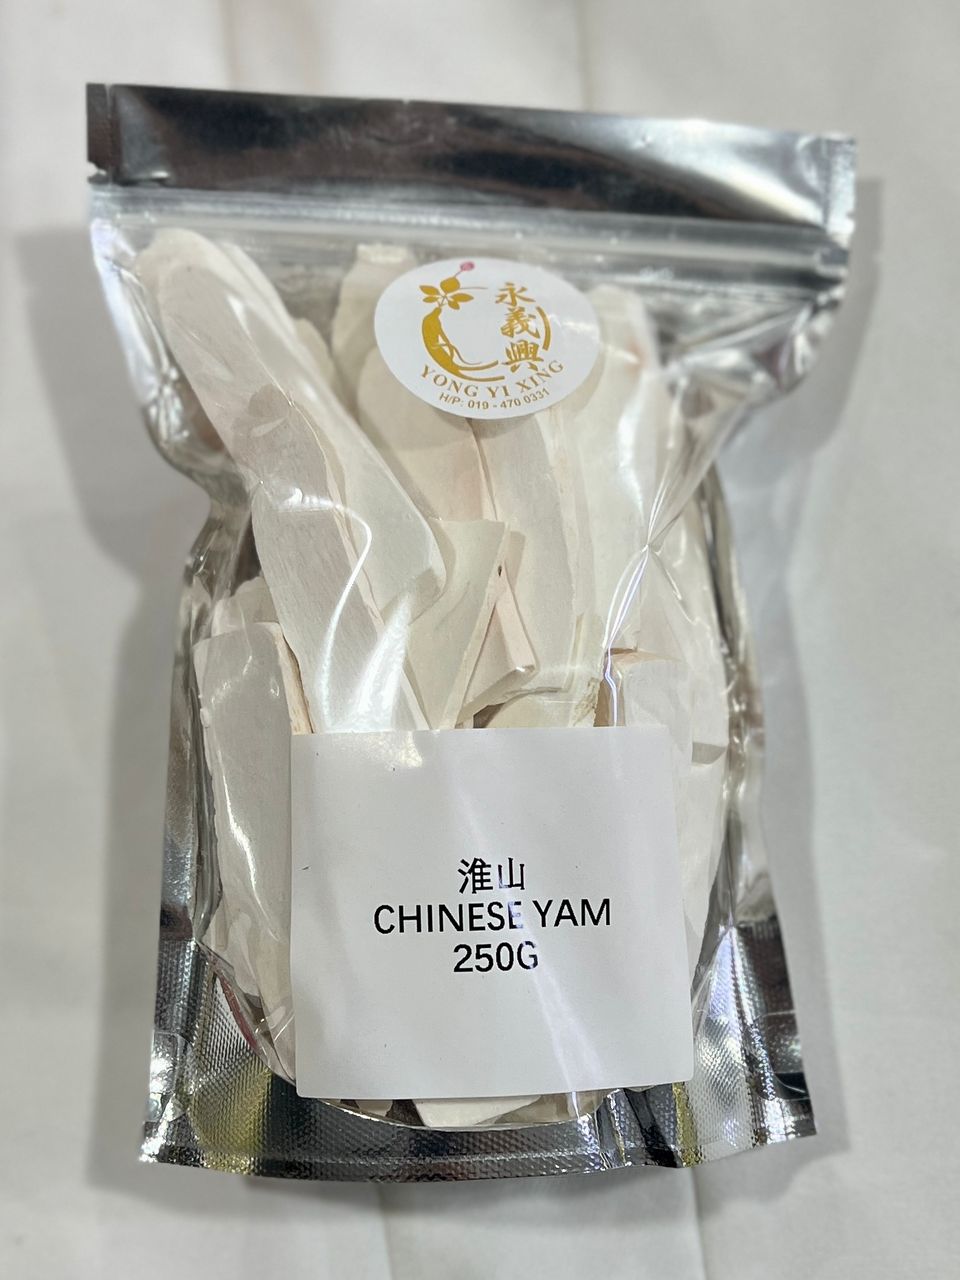 永義興
YONG YI XING
H/P: 019 - 470 0331
淮山
CHINESE YAM
250G